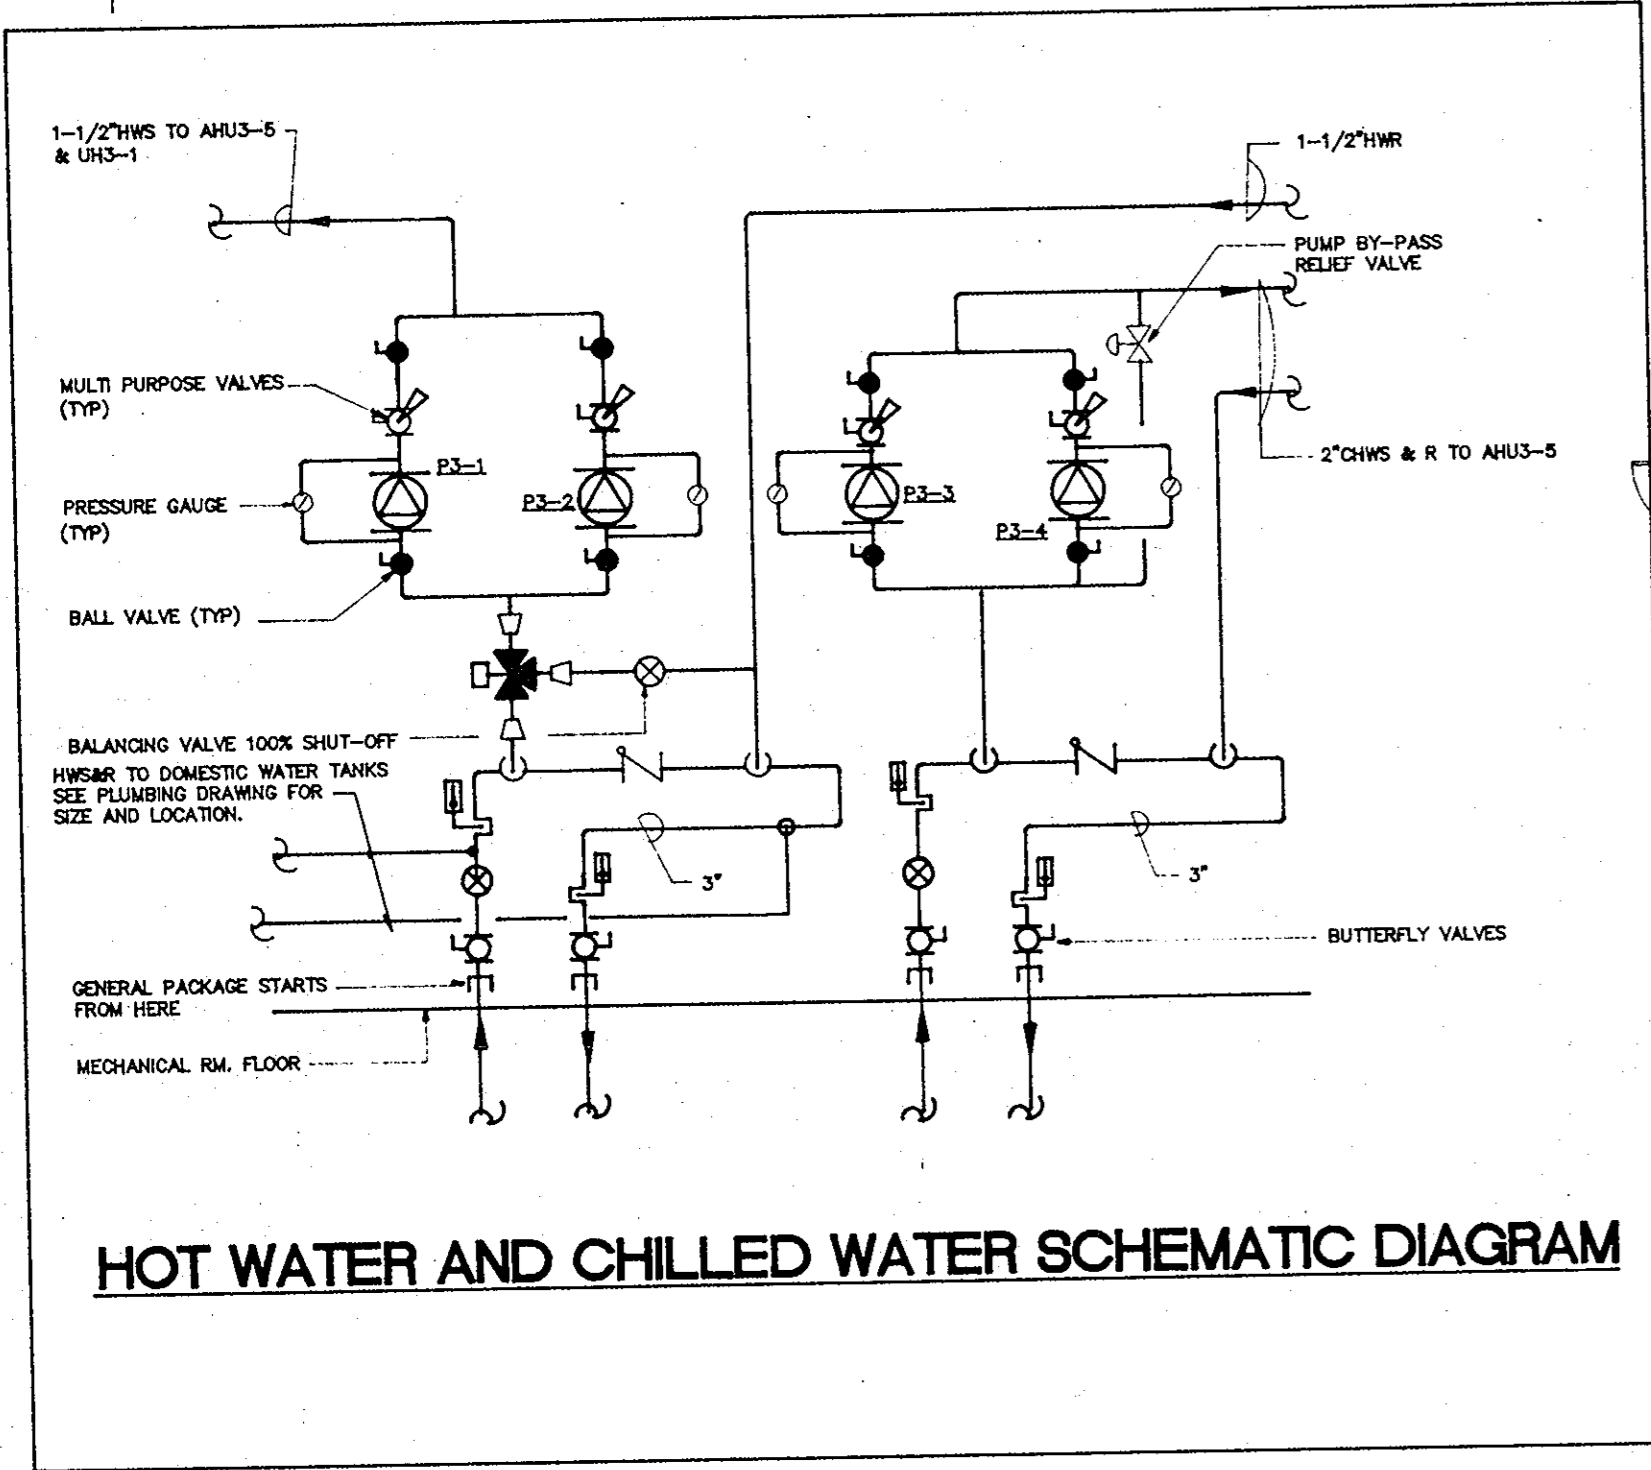 1-1/2"HWS TO AHU3-5
& UH3-1
1-1/2"HWR
PUMP BY-PASS
RELIEF VALVE
MULTI PURPOSE VALVES
(TYP)
2"CHWS & R TO AHU3-5
P3-1
P3-2
P3-3
P3-4
PRESSURE GAUGE
(TYP)
BALL VALVE (TYP)
BALANCING VALVE 100% SHUT-OFF
HWS&R TO DOMESTIC WATER TANKS
SEE PLUMBING DRAWING FOR
SIZE AND LOCATION.
3"
3"
BUTTERFLY VALVES
GENERAL PACKAGE STARTS
FROM HERE
MECHANICAL RM. FLOOR
HOT WATER AND CHILLED WATER SCHEMATIC DIAGRAM